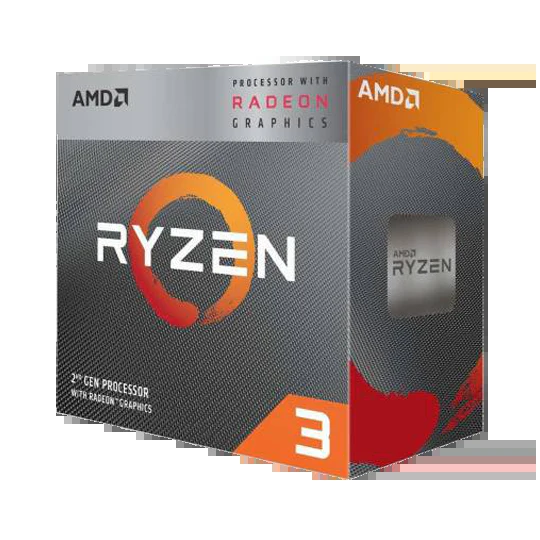 AMD
PROCESSOR WITH
RADEON
GRAPHICS
RYZEN
2ND GEN PROCESSOR
WITH RADEON™ GRAPHICS
3
AMD
AMD
RYZEN